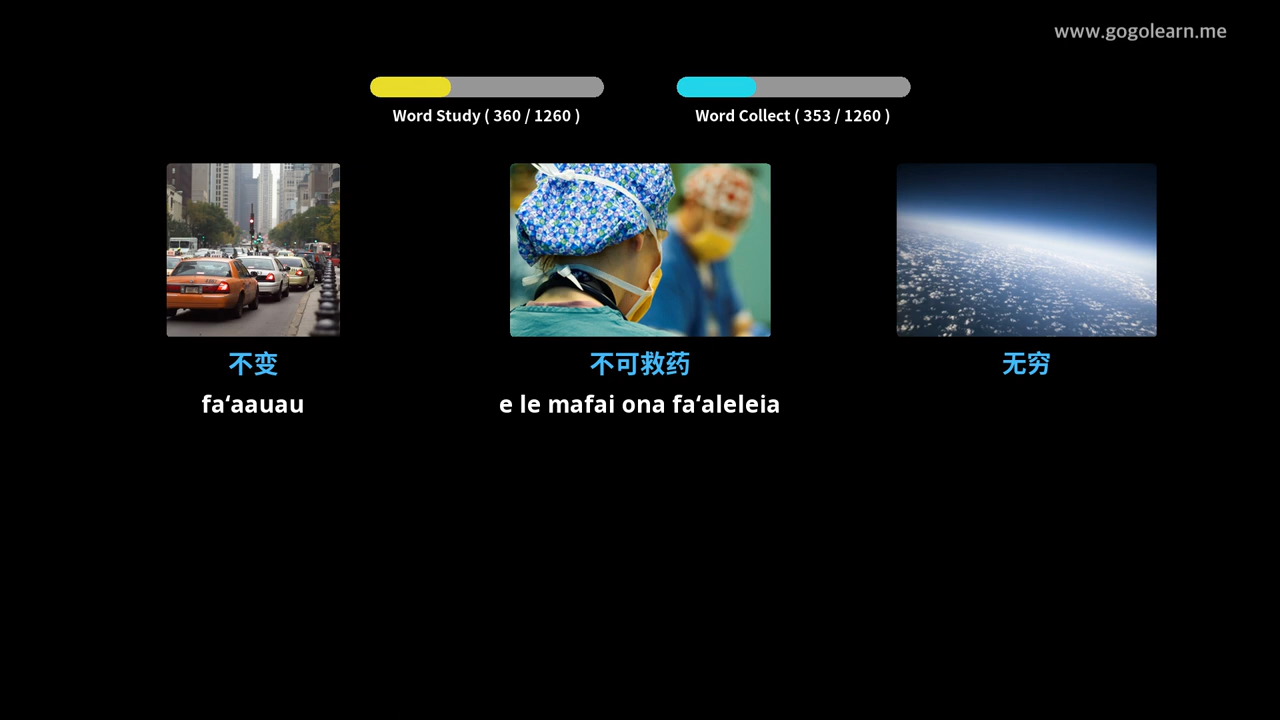 www.gogolearn.me
Word Study ( 360 / 1260 )
Word Collect ( 353 / 1260 )
不变
不可救药
无穷
fa‘aauau
e le mafai ona fa‘aleleia